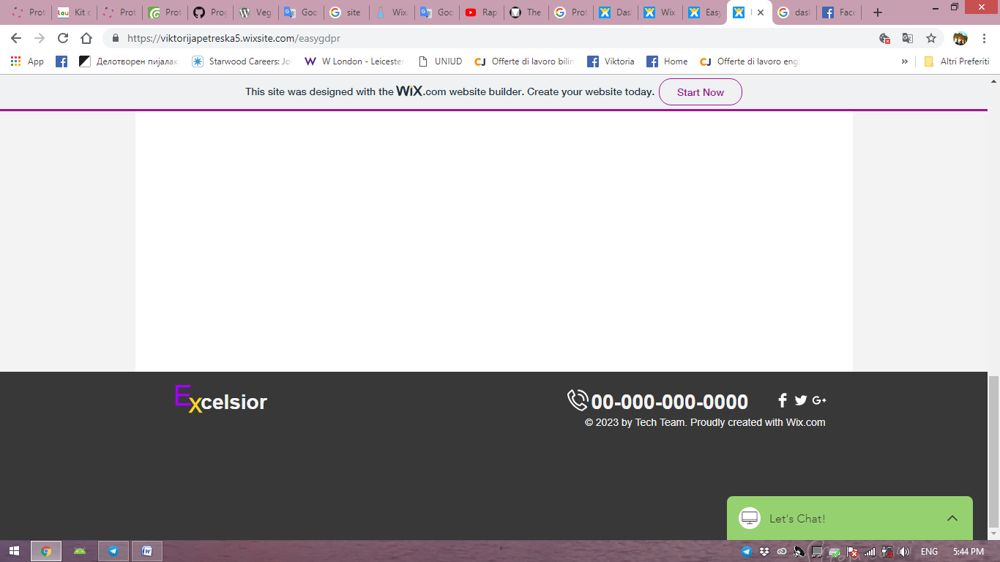 Prot
Kit c
Prot
Prot
Prog
Veg
Goo
site
Wix.
Goo
Rap
The
Prot
Das
Wix
Easy
dasl
Face
https://viktorijapetreska5.wixsite.com/easygdpr
App
Делотворен пијалак
Starwood Careers: Jo
W London - Leicester
UNIUD
CJ Offerte di lavoro bilin
Viktoria
Home
CJ Offerte di lavoro eng
»
Altri Preferiti
This site was designed with the WiX.com website builder. Create your website today.
Start Now
Excelsior
00-000-000-0000
© 2023 by Tech Team. Proudly created with Wix.com
Let's Chat!
ENG
5:44 PM